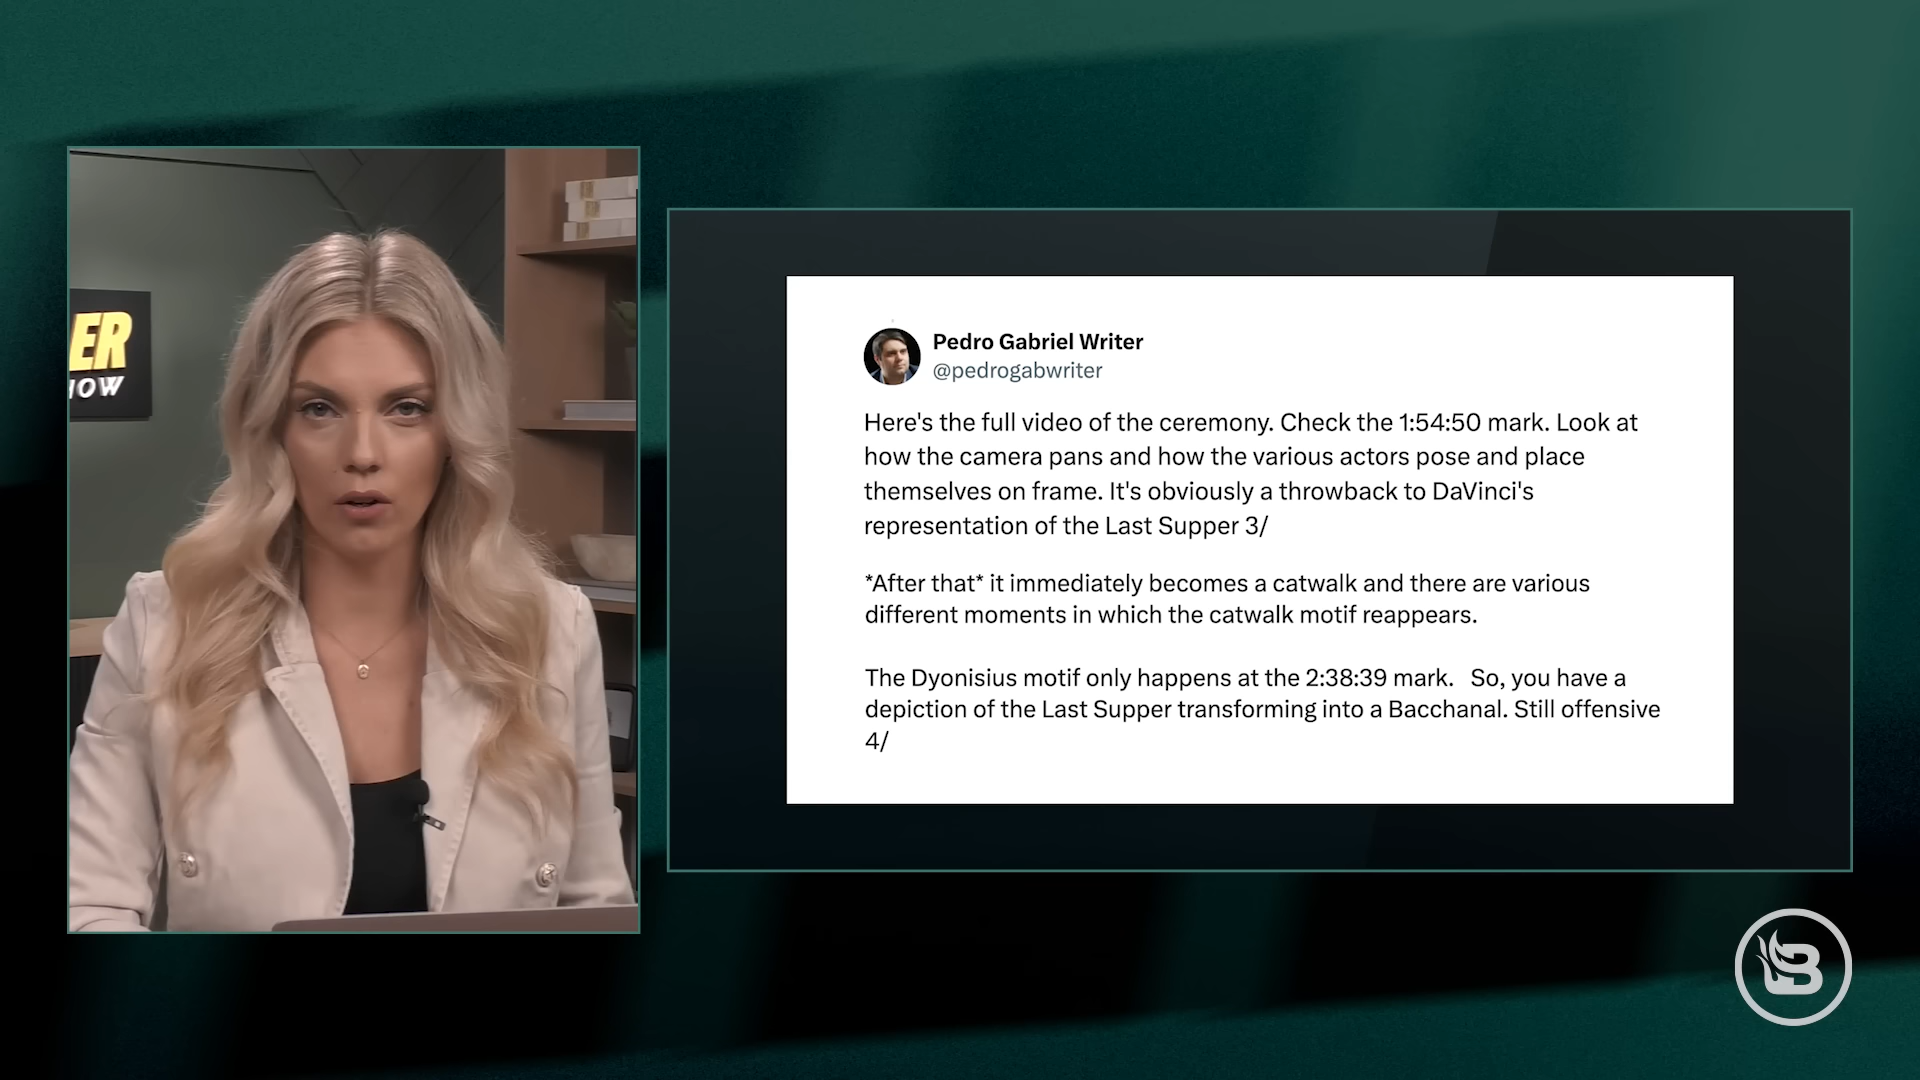 ER
HOW
Pedro Gabriel Writer
@pedrogabwriter
Here's the full video of the ceremony. Check the 1:54:50 mark. Look at
how the camera pans and how the various actors pose and place
themselves on frame. It's obviously a throwback to DaVinci's
representation of the Last Supper 3/
*After that* it immediately becomes a catwalk and there are various
different moments in which the catwalk motif reappears.
The Dyonisius motif only happens at the 2:38:39 mark. So, you have a
depiction of the Last Supper transforming into a Bacchanal. Still offensive
4/
B